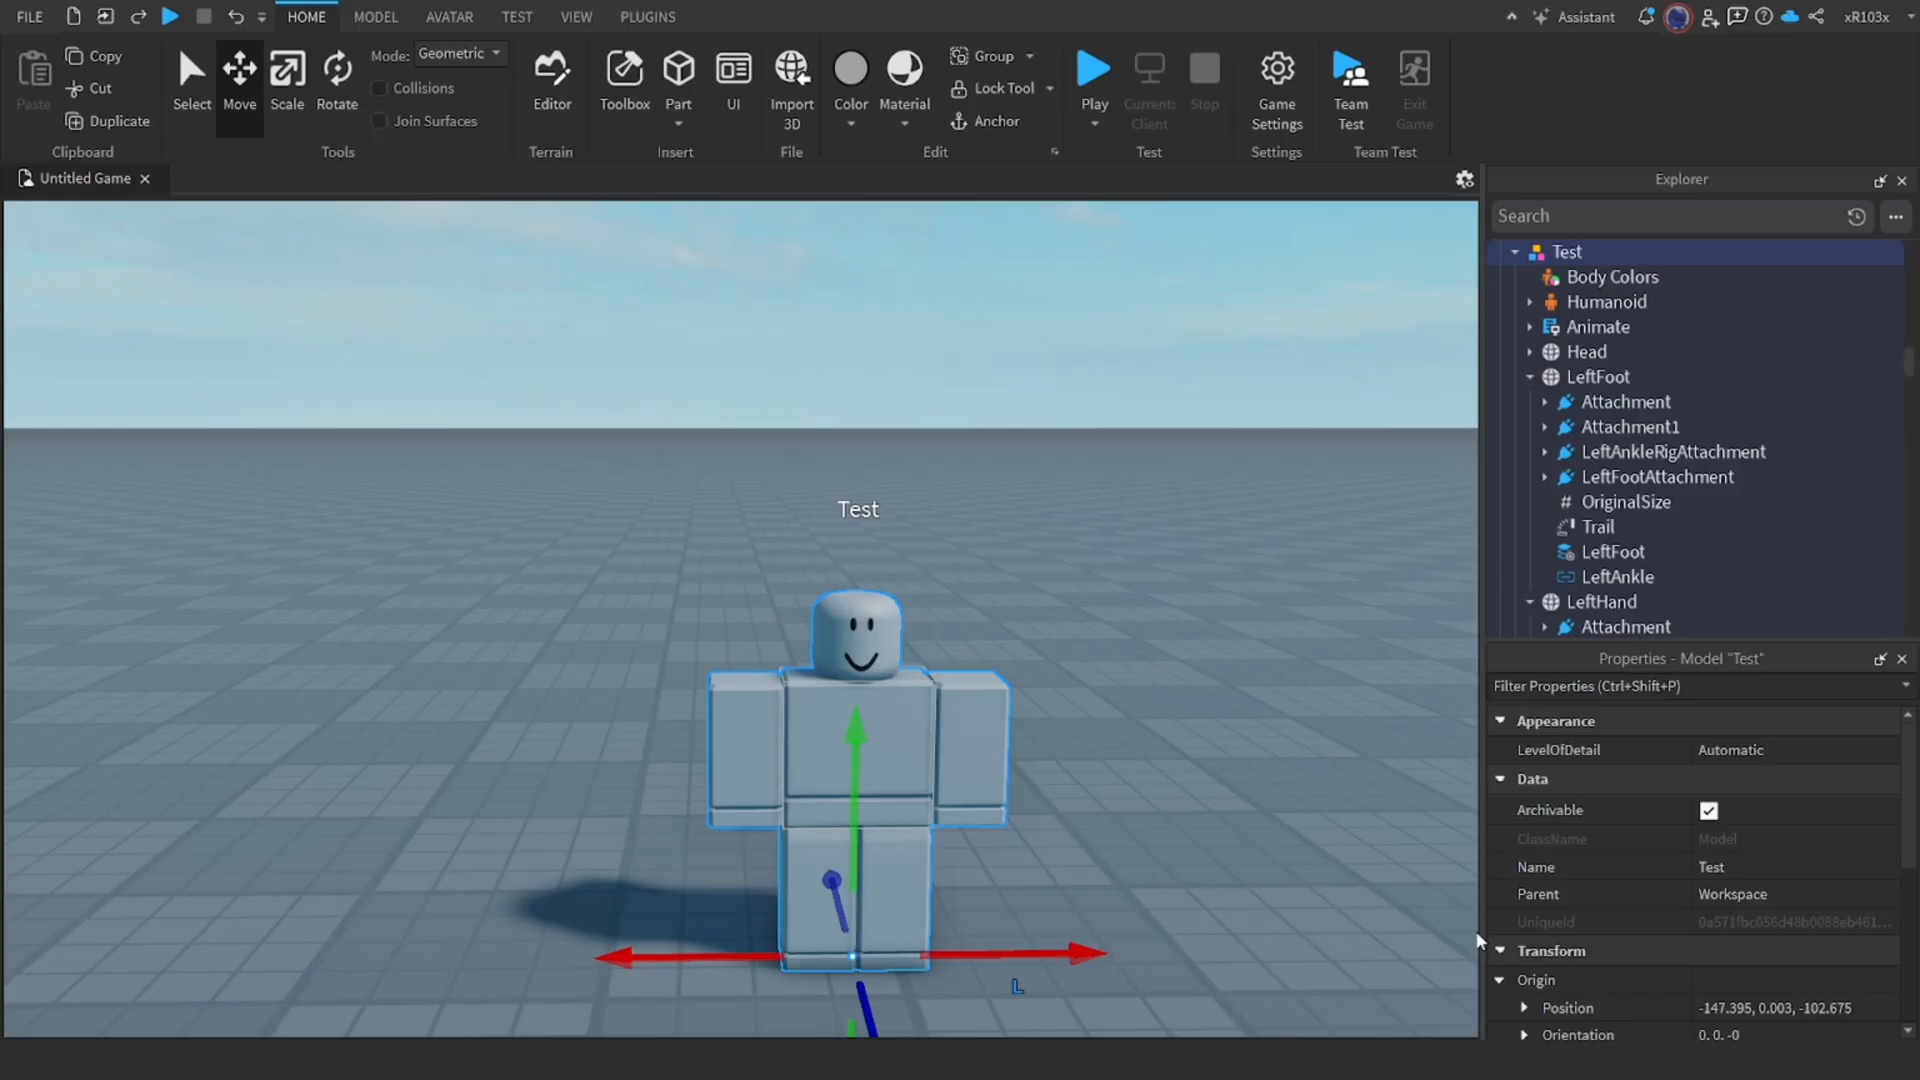 FILE
HOME
MODEL
AVATAR
TEST
VIEW
PLUGINS
Assistant
xR103x
Paste
Copy
Cut
Duplicate
Clipboard
Select
Move
Scale
Rotate
Mode: Geometric
Collisions
Join Surfaces
Tools
Editor
Terrain
Toolbox
Part
UI
Insert
Import
3D
File
Color
Material
Group
Lock Tool
Anchor
Edit
Play
Current:
Client
Stop
Test
Game
Settings
Settings
Team
Test
Exit
Game
Team Test
Untitled Game
Test
L
Explorer
Search
Test
Body Colors
Humanoid
Animate
Head
LeftFoot
Attachment
Attachment1
LeftAnkleRigAttachment
LeftFootAttachment
# OriginalSize
Trail
LeftFoot
LeftAnkle
LeftHand
Attachment
Properties - Model "Test"
Filter Properties (Ctrl+Shift+P)
Appearance
LevelOfDetail Automatic
Data
Archivable
ClassName Model
Name Test
Parent Workspace
UniqueId 0a571fbc056d48b0088eb461...
Transform
Origin
Position -147.395, 0.003, -102.675
Orientation 0, 0, -0